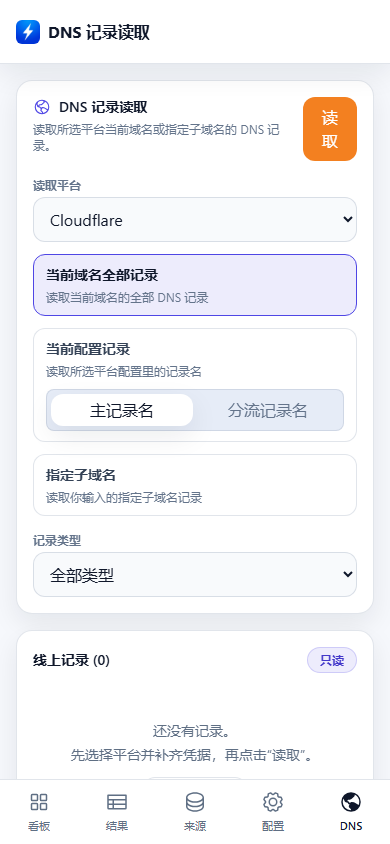 DNS 记录读取
DNS 记录读取
读取所选平台当前域名或指定子域名的 DNS 记
录。
读
取
读取平台
Cloudflare
当前域名全部记录
读取当前域名的全部 DNS 记录
当前配置记录
读取所选平台配置里的记录名
主记录名
分流记录名
指定子域名
读取你输入的指定子域名记录
记录类型
全部类型
线上记录 (0)
只读
还没有记录。
先选择平台并补齐凭据，再点击“读取”。
看板
结果
来源
配置
DNS